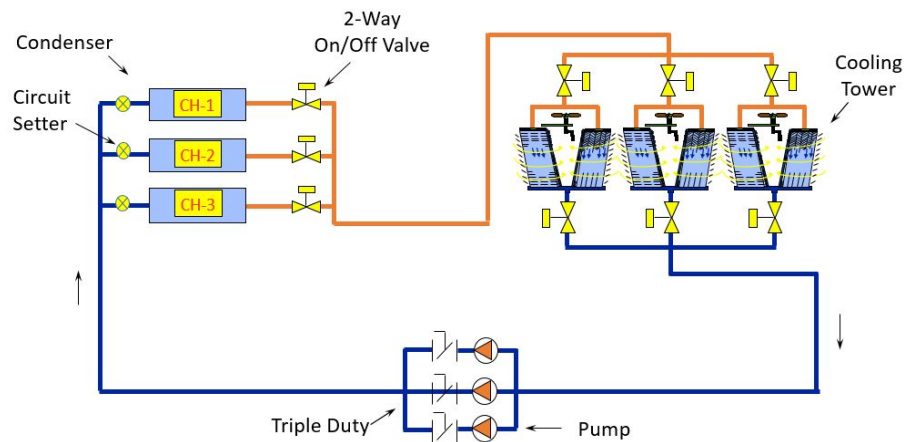 2-Way
On/Off Valve
Condenser
Cooling
Tower
Circuit
Setter
CH-1
CH-2
CH-3
Triple Duty
Pump